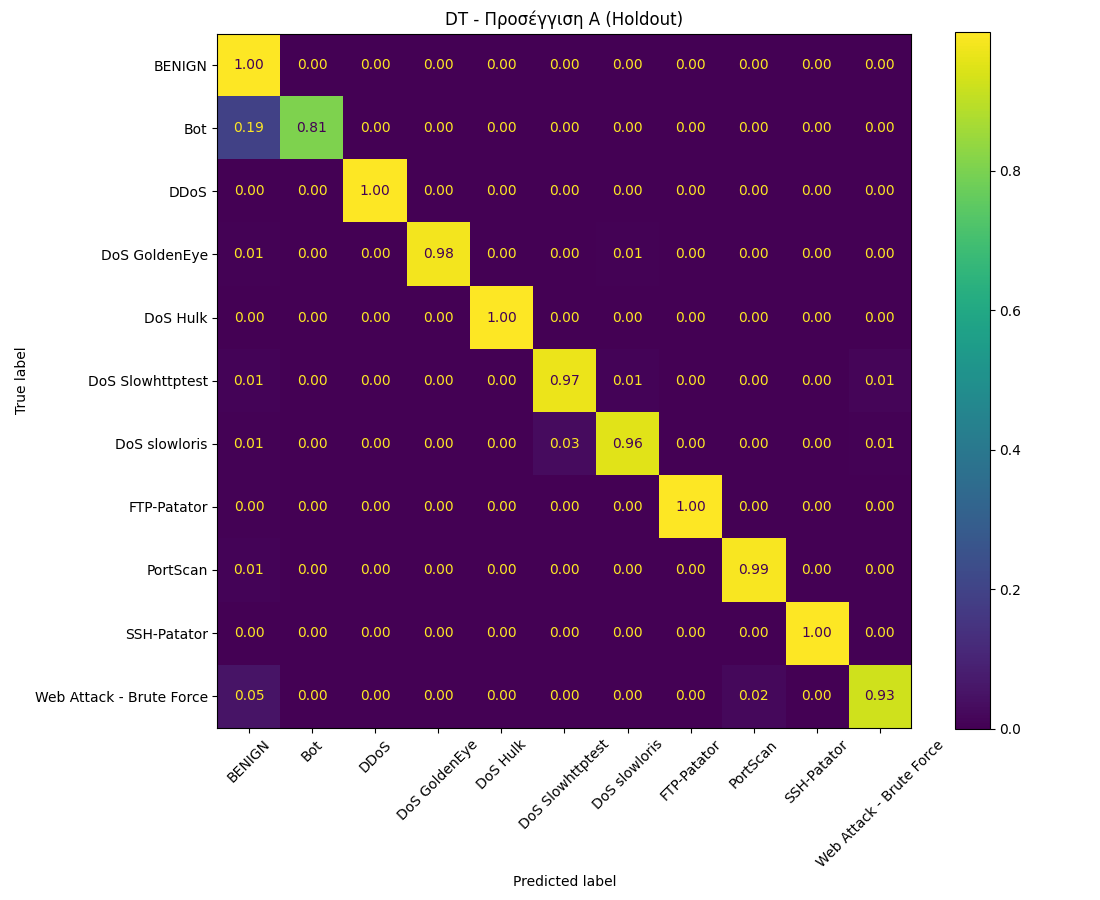 DT - Προσέγγιση Α (Holdout)
BENIGN 1.00 0.00 0.00 0.00 0.00 0.00 0.00 0.00 0.00 0.00 0.00
Bot 0.19 0.81 0.00 0.00 0.00 0.00 0.00 0.00 0.00 0.00 0.00
DDoS 0.00 0.00 1.00 0.00 0.00 0.00 0.00 0.00 0.00 0.00 0.00
DoS GoldenEye 0.01 0.00 0.00 0.98 0.00 0.00 0.01 0.00 0.00 0.00 0.00
DoS Hulk 0.00 0.00 0.00 0.00 1.00 0.00 0.00 0.00 0.00 0.00 0.00
DoS Slowhttptest 0.01 0.00 0.00 0.00 0.00 0.97 0.01 0.00 0.00 0.00 0.01
DoS slowloris 0.01 0.00 0.00 0.00 0.00 0.03 0.96 0.00 0.00 0.00 0.01
FTP-Patator 0.00 0.00 0.00 0.00 0.00 0.00 0.00 1.00 0.00 0.00 0.00
PortScan 0.01 0.00 0.00 0.00 0.00 0.00 0.00 0.00 0.99 0.00 0.00
SSH-Patator 0.00 0.00 0.00 0.00 0.00 0.00 0.00 0.00 0.00 1.00 0.00
Web Attack - Brute Force 0.05 0.00 0.00 0.00 0.00 0.00 0.00 0.00 0.02 0.00 0.93
True label
BENIGN
Bot
DDoS
DoS GoldenEye
DoS Hulk
DoS Slowhttptest
DoS slowloris
FTP-Patator
PortScan
SSH-Patator
Web Attack - Brute Force
Predicted label
0.8
0.6
0.4
0.2
0.0